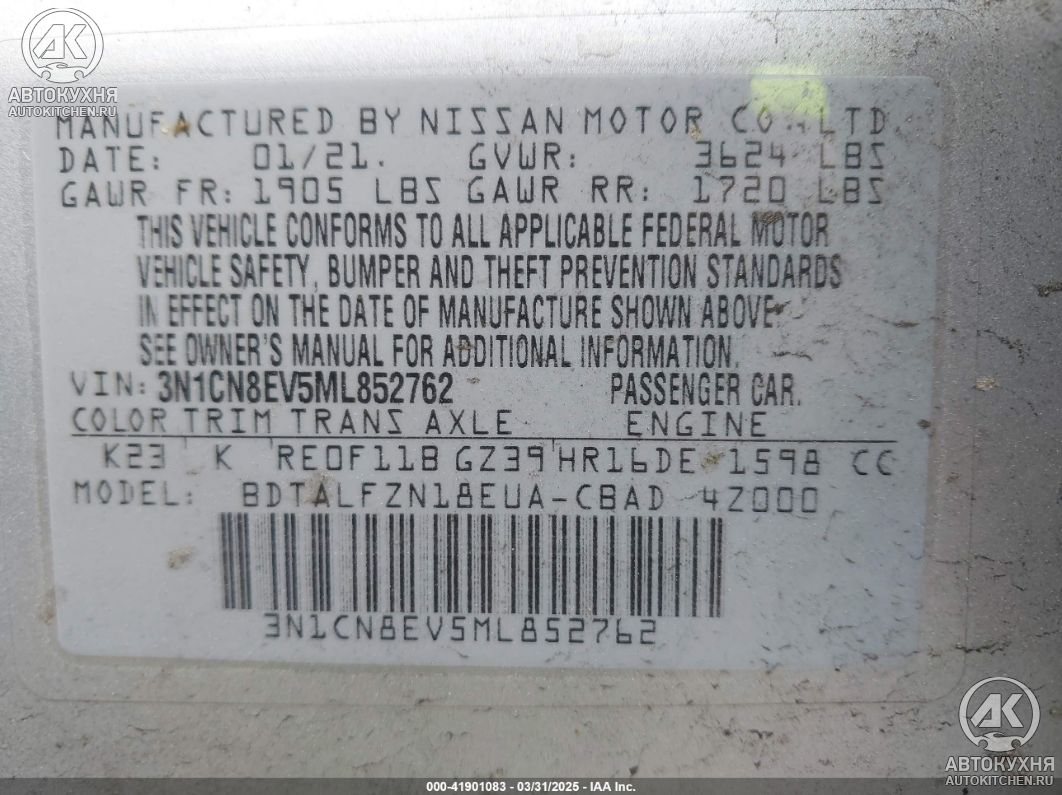 AK
АВТОКУХНЯ
AUTOKITCHEN.RU
MANUFACTURED BY NISSAN MOTOR CO., LTD.
DATE: 01/21. GVWR: 3624 LBS
GAWR FR: 1905 LBS GAWR RR: 1720 LBS
THIS VEHICLE CONFORMS TO ALL APPLICABLE FEDERAL MOTOR
VEHICLE SAFETY, BUMPER AND THEFT PREVENTION STANDARDS
IN EFFECT ON THE DATE OF MANUFACTURE SHOWN ABOVE.
SEE OWNER'S MANUAL FOR ADDITIONAL INFORMATION.
VIN: 3N1CN8EV5ML852762 PASSENGER CAR.
COLOR TRIM TRANS AXLE ENGINE
K23 K RE0F11B GZ39 HR16DE 1598 CC
MODEL: BDTALFZN18EUA-CBAD 4Z000
3N1CN8EV5ML852762
AK
АВТОКУХНЯ
AUTOKITCHEN.RU
000-41901083 - 03/31/2025 - IAA Inc.